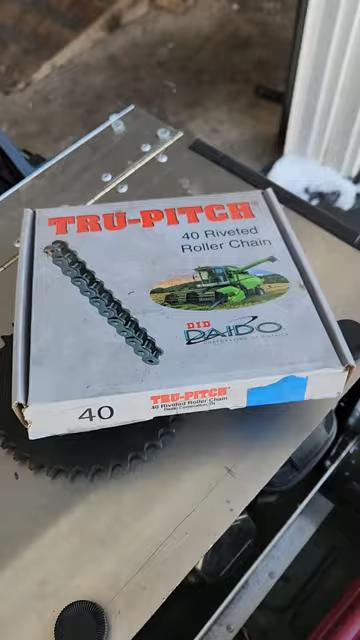 TRU-PITCH®
40 Riveted
Roller Chain
DID
DAIDO
40
TRU-PITCH®
40 Riveted Roller Chain